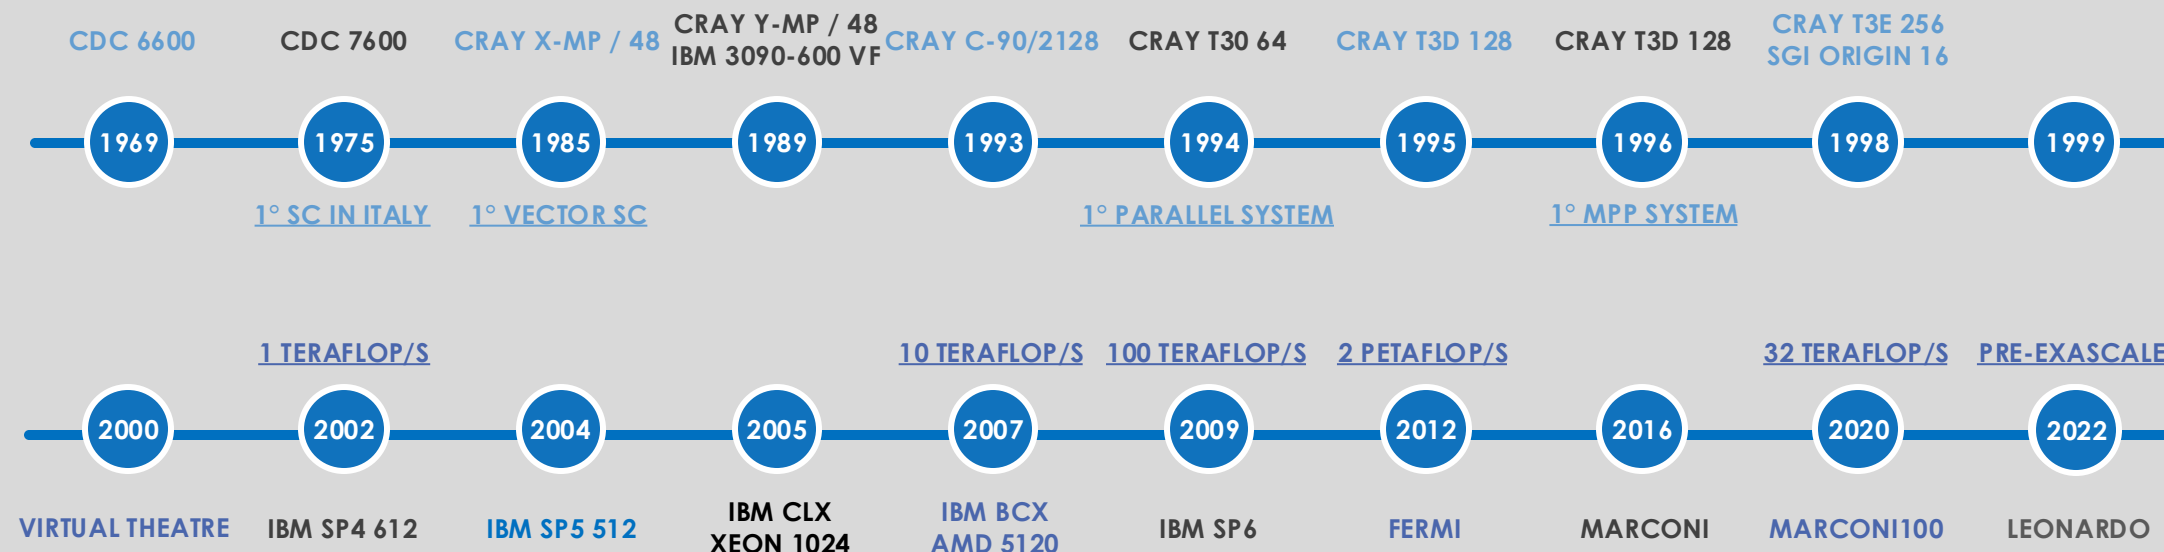 CDC 6600
CDC 7600
CRAY X-MP / 48
CRAY Y-MP / 48
IBM 3090-600 VF
CRAY C-90/2128
CRAY T30 64
CRAY T3D 128
CRAY T3D 128
CRAY T3E 256
SGI ORIGIN 16
1969
1975
1985
1989
1993
1994
1995
1996
1998
1999
1° SC IN ITALY
1° VECTOR SC
1° PARALLEL SYSTEM
1° MPP SYSTEM
1 TERAFLOP/S
10 TERAFLOP/S
100 TERAFLOP/S
2 PETAFLOP/S
32 TERAFLOP/S
PRE-EXASCALE
2000
2002
2004
2005
2007
2009
2012
2016
2020
2022
VIRTUAL THEATRE
IBM SP4 612
IBM SP5 512
IBM CLX
XEON 1024
IBM BCX
AMD 5120
IBM SP6
FERMI
MARCONI
MARCONI100
LEONARDO